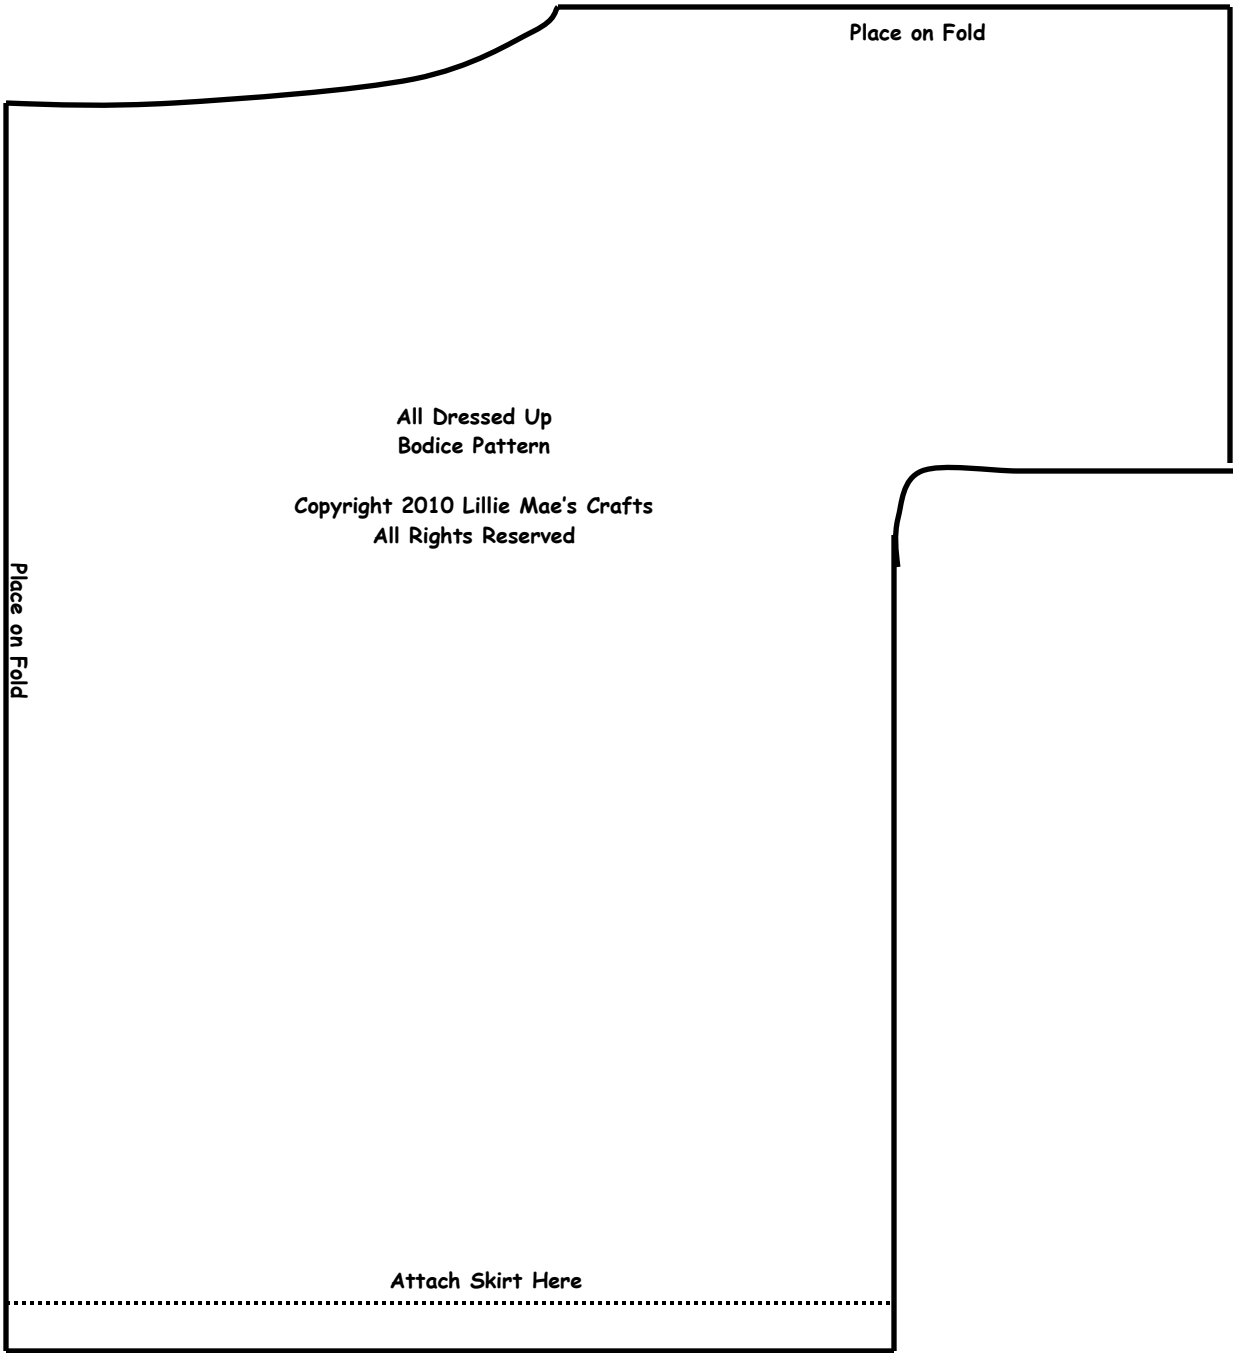 Place on Fold
All Dressed Up
Bodice Pattern
Copyright 2010 Lillie Mae’s Crafts
All Rights Reserved
Place on Fold
Attach Skirt Here